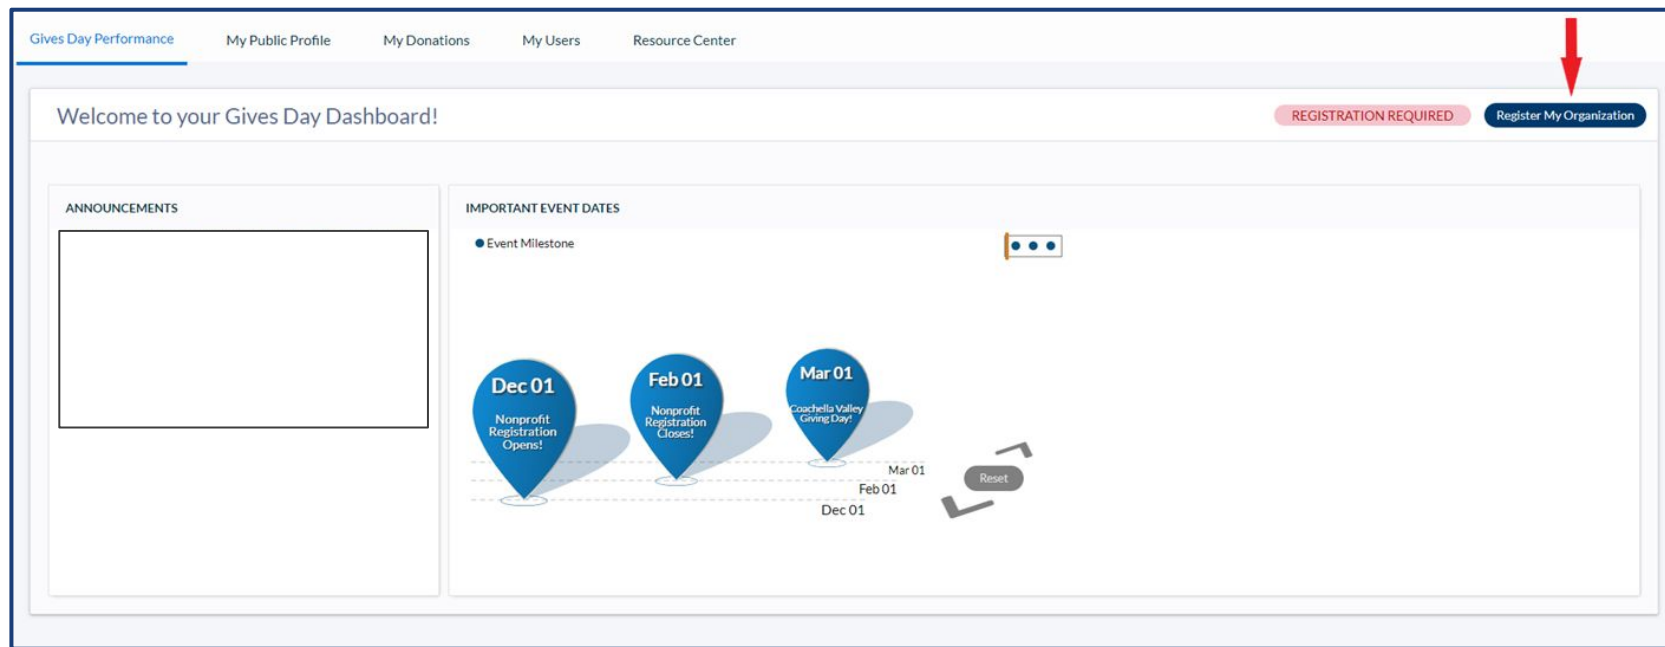 Gives Day Performance My Public Profile My Donations My Users Resource Center
Welcome to your Gives Day Dashboard!
REGISTRATION REQUIRED
Register My Organization
ANNOUNCEMENTS
IMPORTANT EVENT DATES
Event Milestone
Dec 01
Nonprofit
Registration
Opens!
Feb 01
Nonprofit
Registration
Closes!
Mar 01
Coachella Valley
Giving Day!
Mar 01
Feb 01
Dec 01
Reset